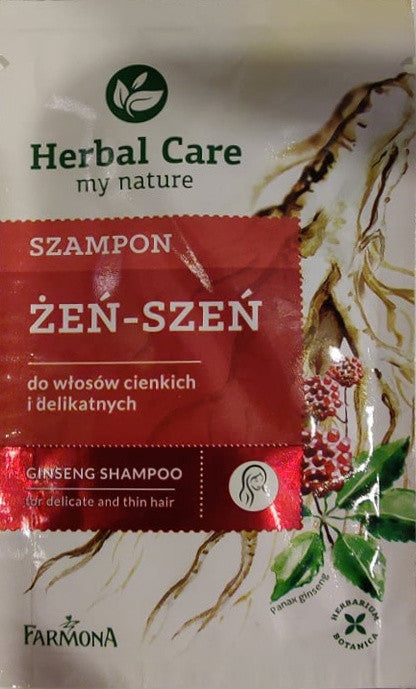 Herbal Care
my nature
SZAMPON
ŻEŃ-SZEŃ
do włosów cienkich
i delikatnych
GINSENG SHAMPOO
for delicate and thin hair
Panax ginseng
HERBARIUM
BOTANICA
FARMONA